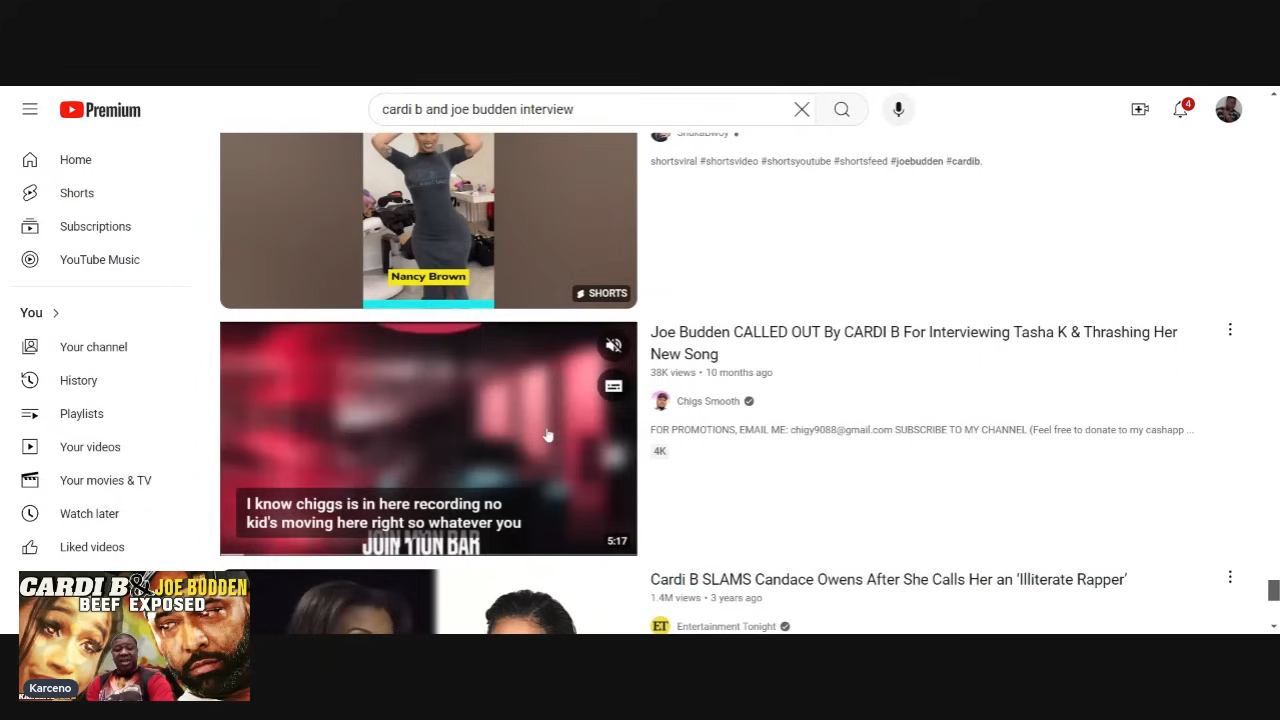 Premium
cardi b and joe budden interview
4
Home
Shorts
Subscriptions
YouTube Music
You
Your channel
History
Playlists
Your videos
Your movies & TV
Watch later
Liked videos
Nancy Brown
SHORTS
shortsviral #shortsvideo #shortsyoutube #shortsfeed #joebudden #cardib.
Joe Budden CALLED OUT By CARDI B For Interviewing Tasha K & Thrashing Her
New Song
38K views • 10 months ago
Chigs Smooth
FOR PROMOTIONS, EMAIL ME: chigy9088@gmail.com SUBSCRIBE TO MY CHANNEL (Feel free to donate to my cashapp ...
4K
I know chiggs is in here recording no
kid's moving here right so whatever you
5:17
Cardi B SLAMS Candace Owens After She Calls Her an ‘Illiterate Rapper’
1.4M views • 3 years ago
ET Entertainment Tonight
CARDI B & JOE BUDDEN
BEEF EXPOSED
Karceno